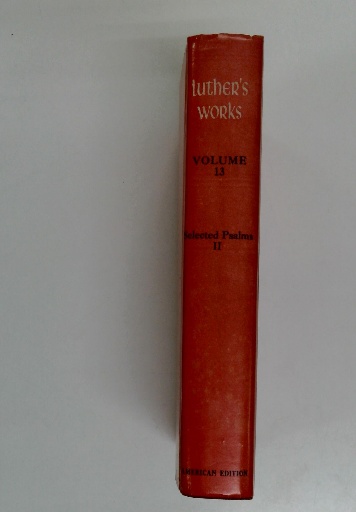 Luther's
Works
VOLUME
13
Selected Psalms
II
AMERICAN EDITION